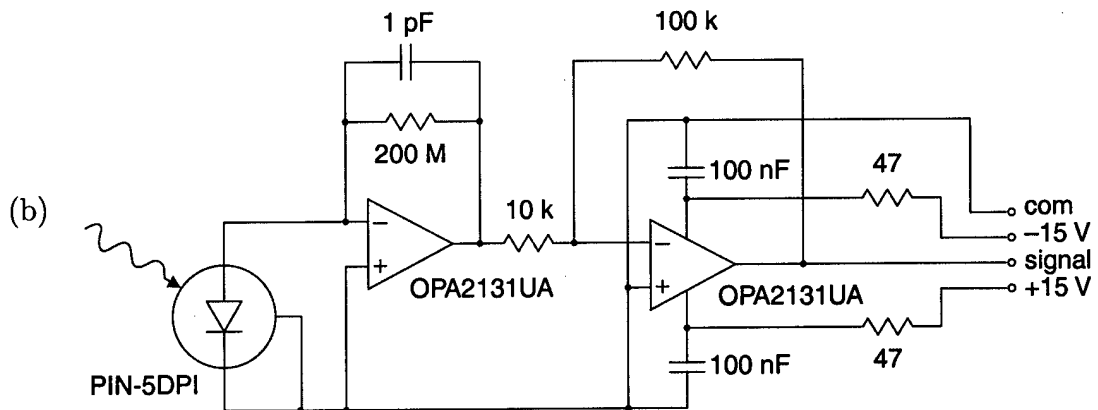 1 pF
100 k
200 M
100 nF
47
(b)
10 k
com
−15 V
signal
+15 V
OPA2131UA
OPA2131UA
PIN-5DPI
100 nF
47
−
+
−
+